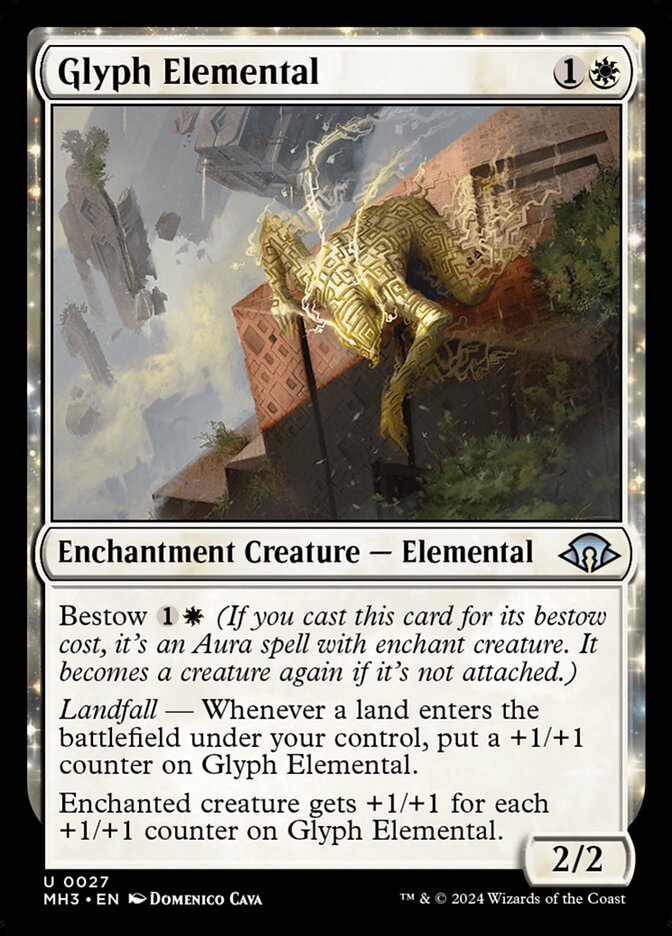 Glyph Elemental 1
Enchantment Creature — Elemental
Bestow 1 (If you cast this card for its bestow
cost, it's an Aura spell with enchant creature. It
becomes a creature again if it's not attached.)
Landfall — Whenever a land enters the
battlefield under your control, put a +1/+1
counter on Glyph Elemental.
Enchanted creature gets +1/+1 for each
+1/+1 counter on Glyph Elemental.
2/2
U 0027
MH3 • EN Domenico Cava ™ & © 2024 Wizards of the Coast